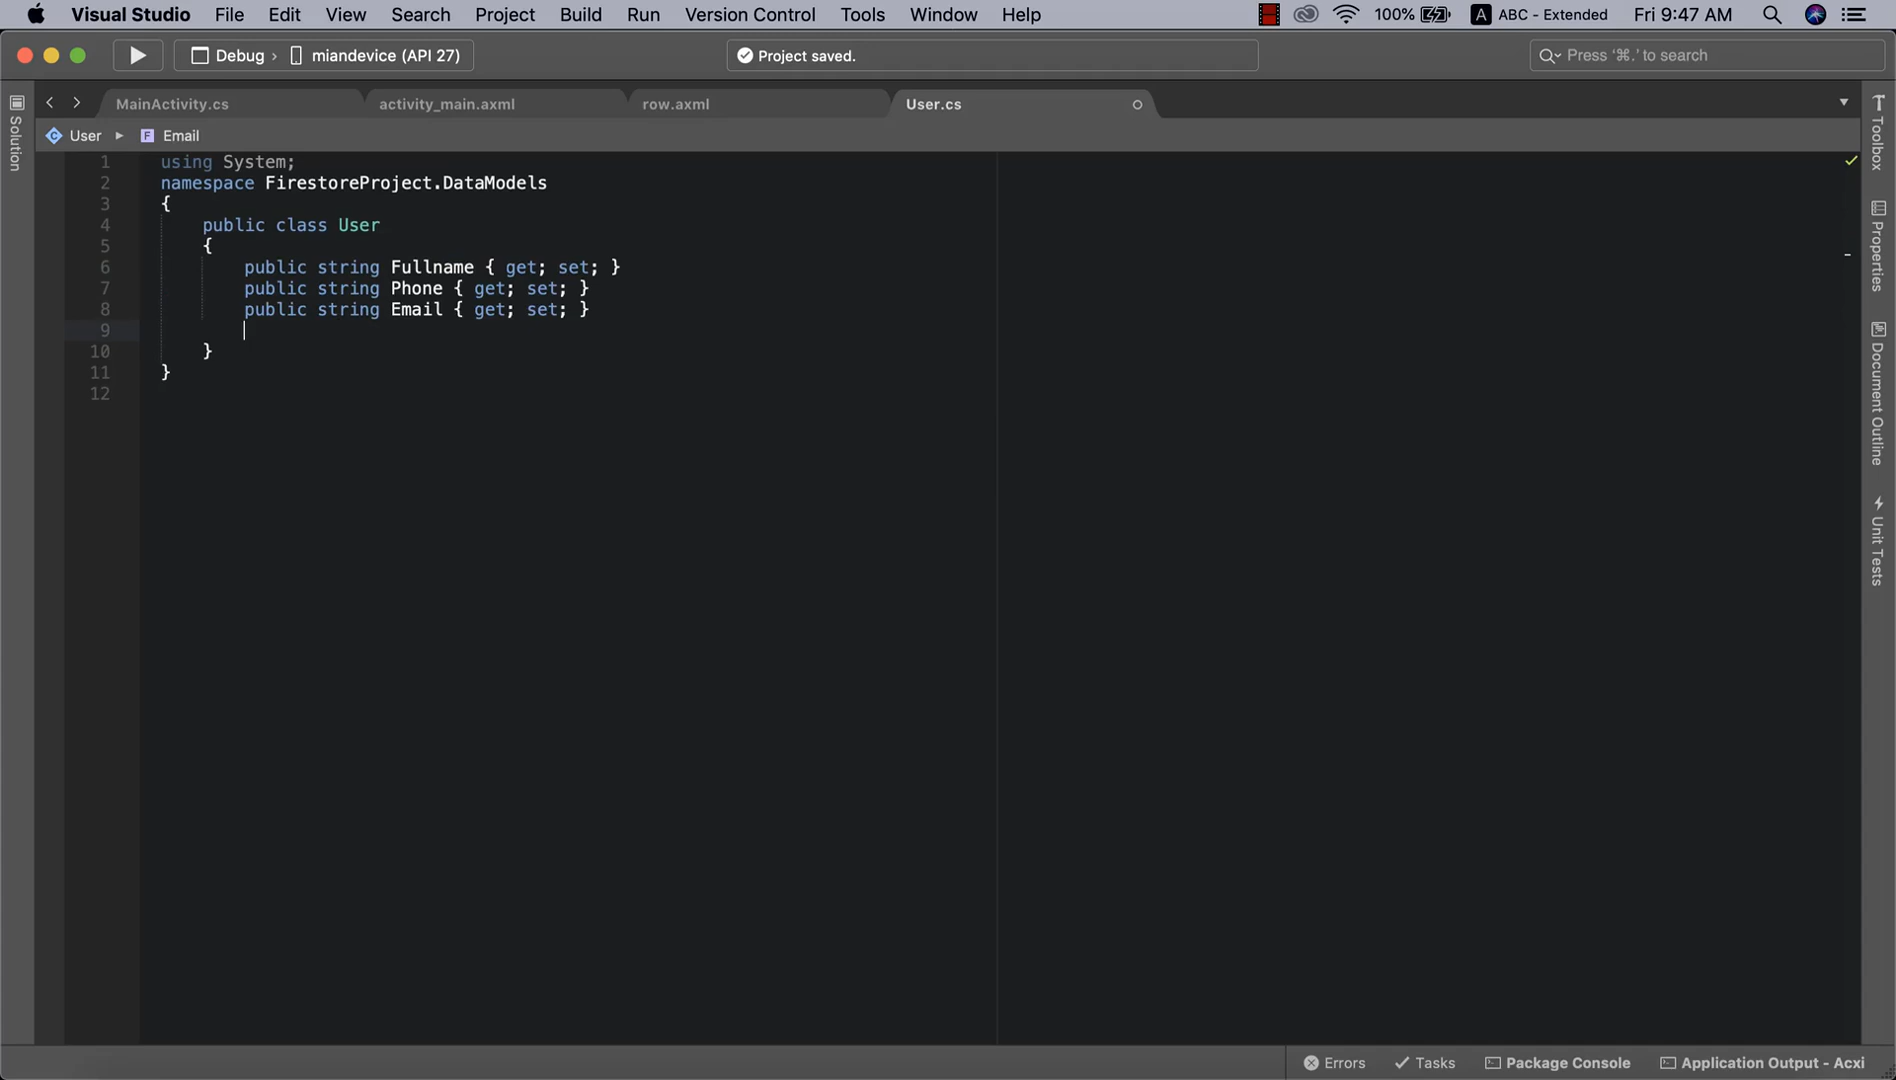 Visual Studio File Edit View Search Project Build Run Version Control Tools Window Help 100% A ABC - Extended Fri 9:47 AM
Debug › miandevice (API 27) Project saved. Press ‘⌘.’ to search
Solution
MainActivity.cs activity_main.axml row.axml User.cs
C User ▸ F Email
1 using System;
2 namespace FirestoreProject.DataModels
3 {
4 public class User
5 {
6 public string Fullname { get; set; }
7 public string Phone { get; set; }
8 public string Email { get; set; }
9
10 }
11 }
12
Toolbox
Properties
Document Outline
Unit Tests
Errors Tasks Package Console Application Output - Acxi